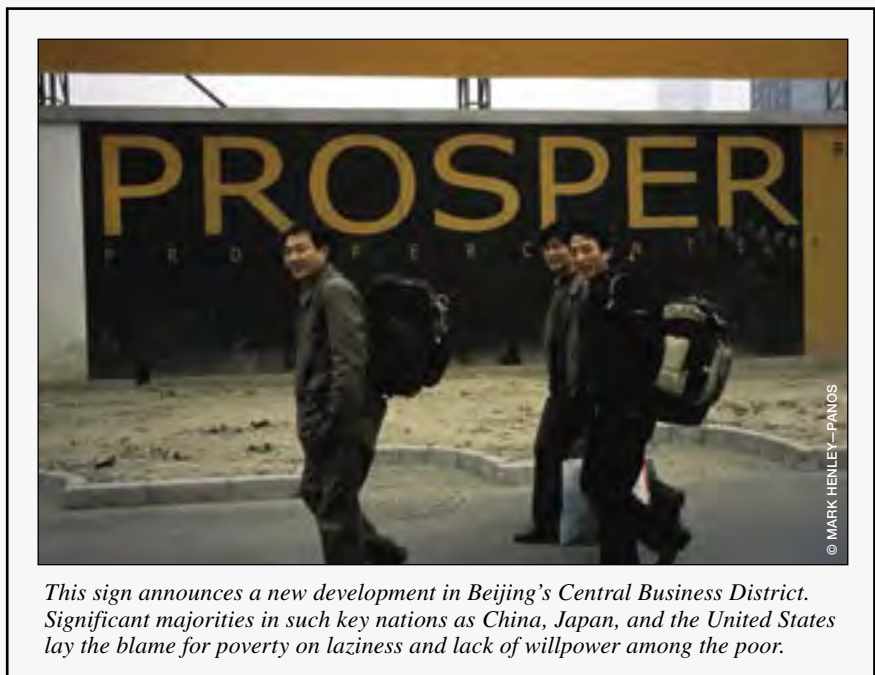 PROSPER
© MARK HENLEY—PANOS
This sign announces a new development in Beijing's Central Business District.
Significant majorities in such key nations as China, Japan, and the United States
lay the blame for poverty on laziness and lack of willpower among the poor.